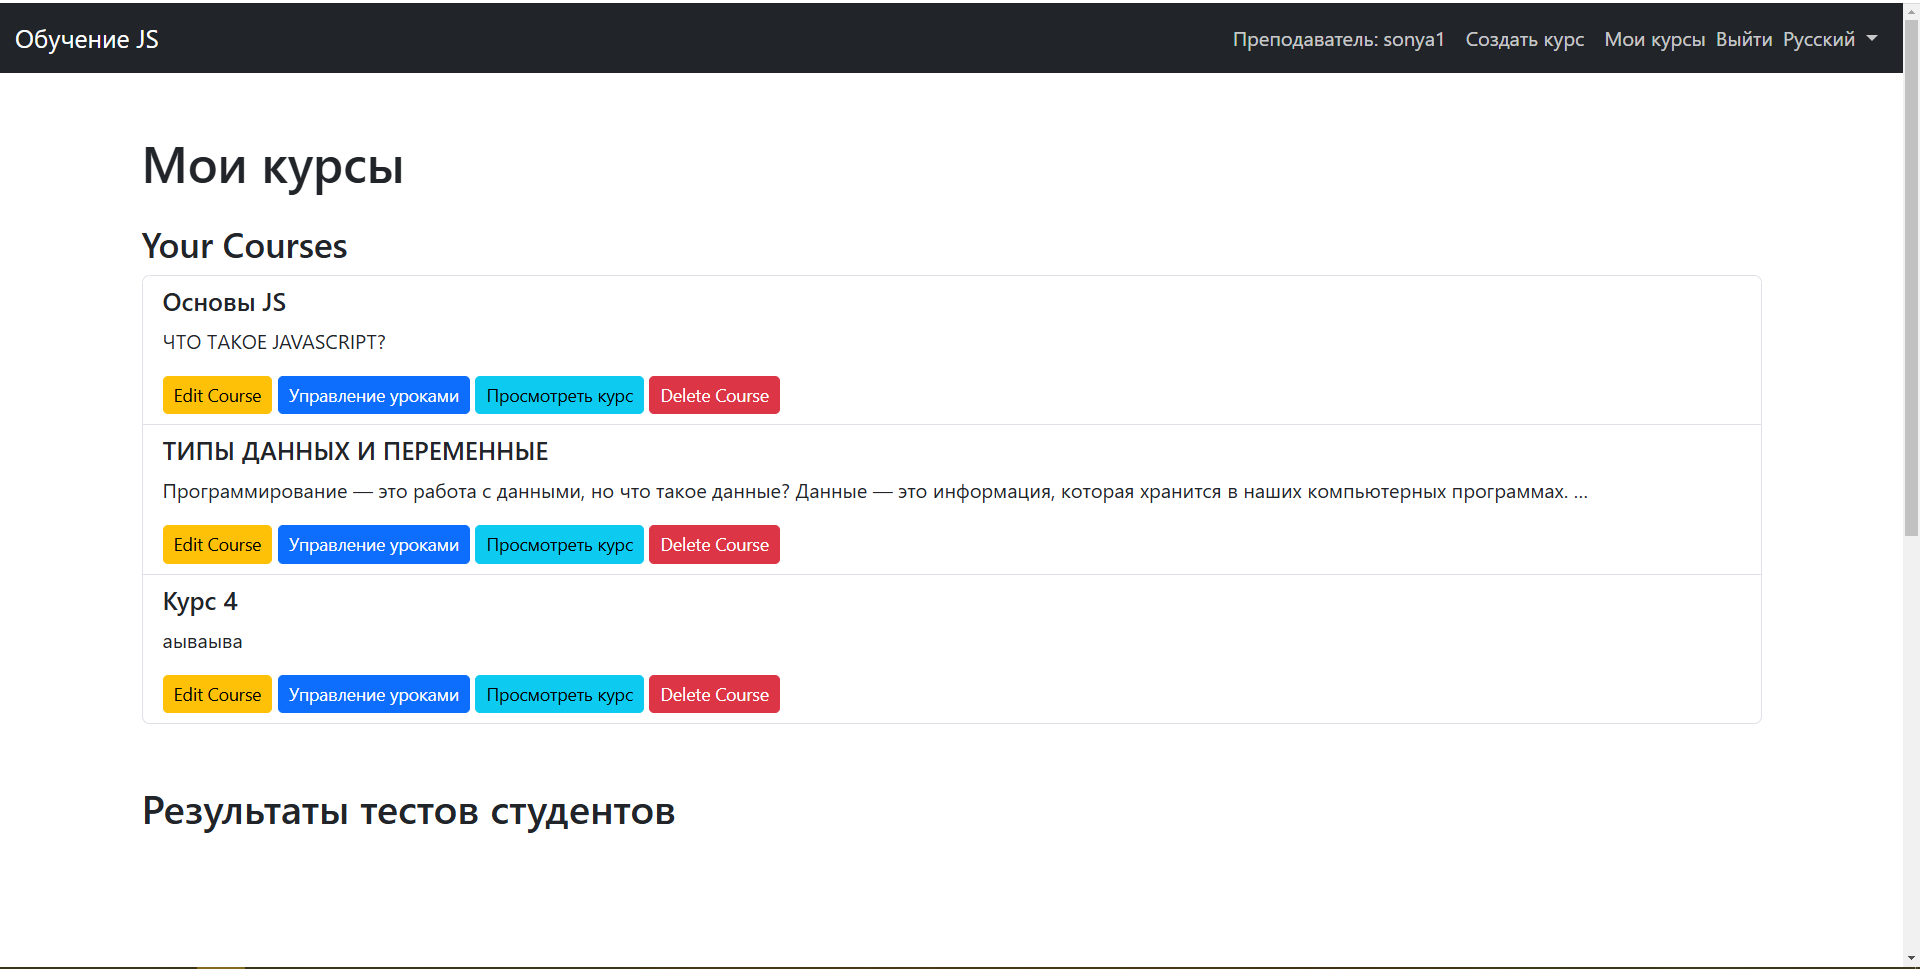 Обучение JS
Преподаватель: sonya1 Создать курс Мои курсы Выйти Русский
Мои курсы
Your Courses
Основы JS
ЧТО ТАКОЕ JAVASCRIPT?
Edit Course Управление уроками Просмотреть курс Delete Course
ТИПЫ ДАННЫХ И ПЕРЕМЕННЫЕ
Программирование — это работа с данными, но что такое данные? Данные — это информация, которая хранится в наших компьютерных программах. ...
Edit Course Управление уроками Просмотреть курс Delete Course
Курс 4
аываыва
Edit Course Управление уроками Просмотреть курс Delete Course
Результаты тестов студентов